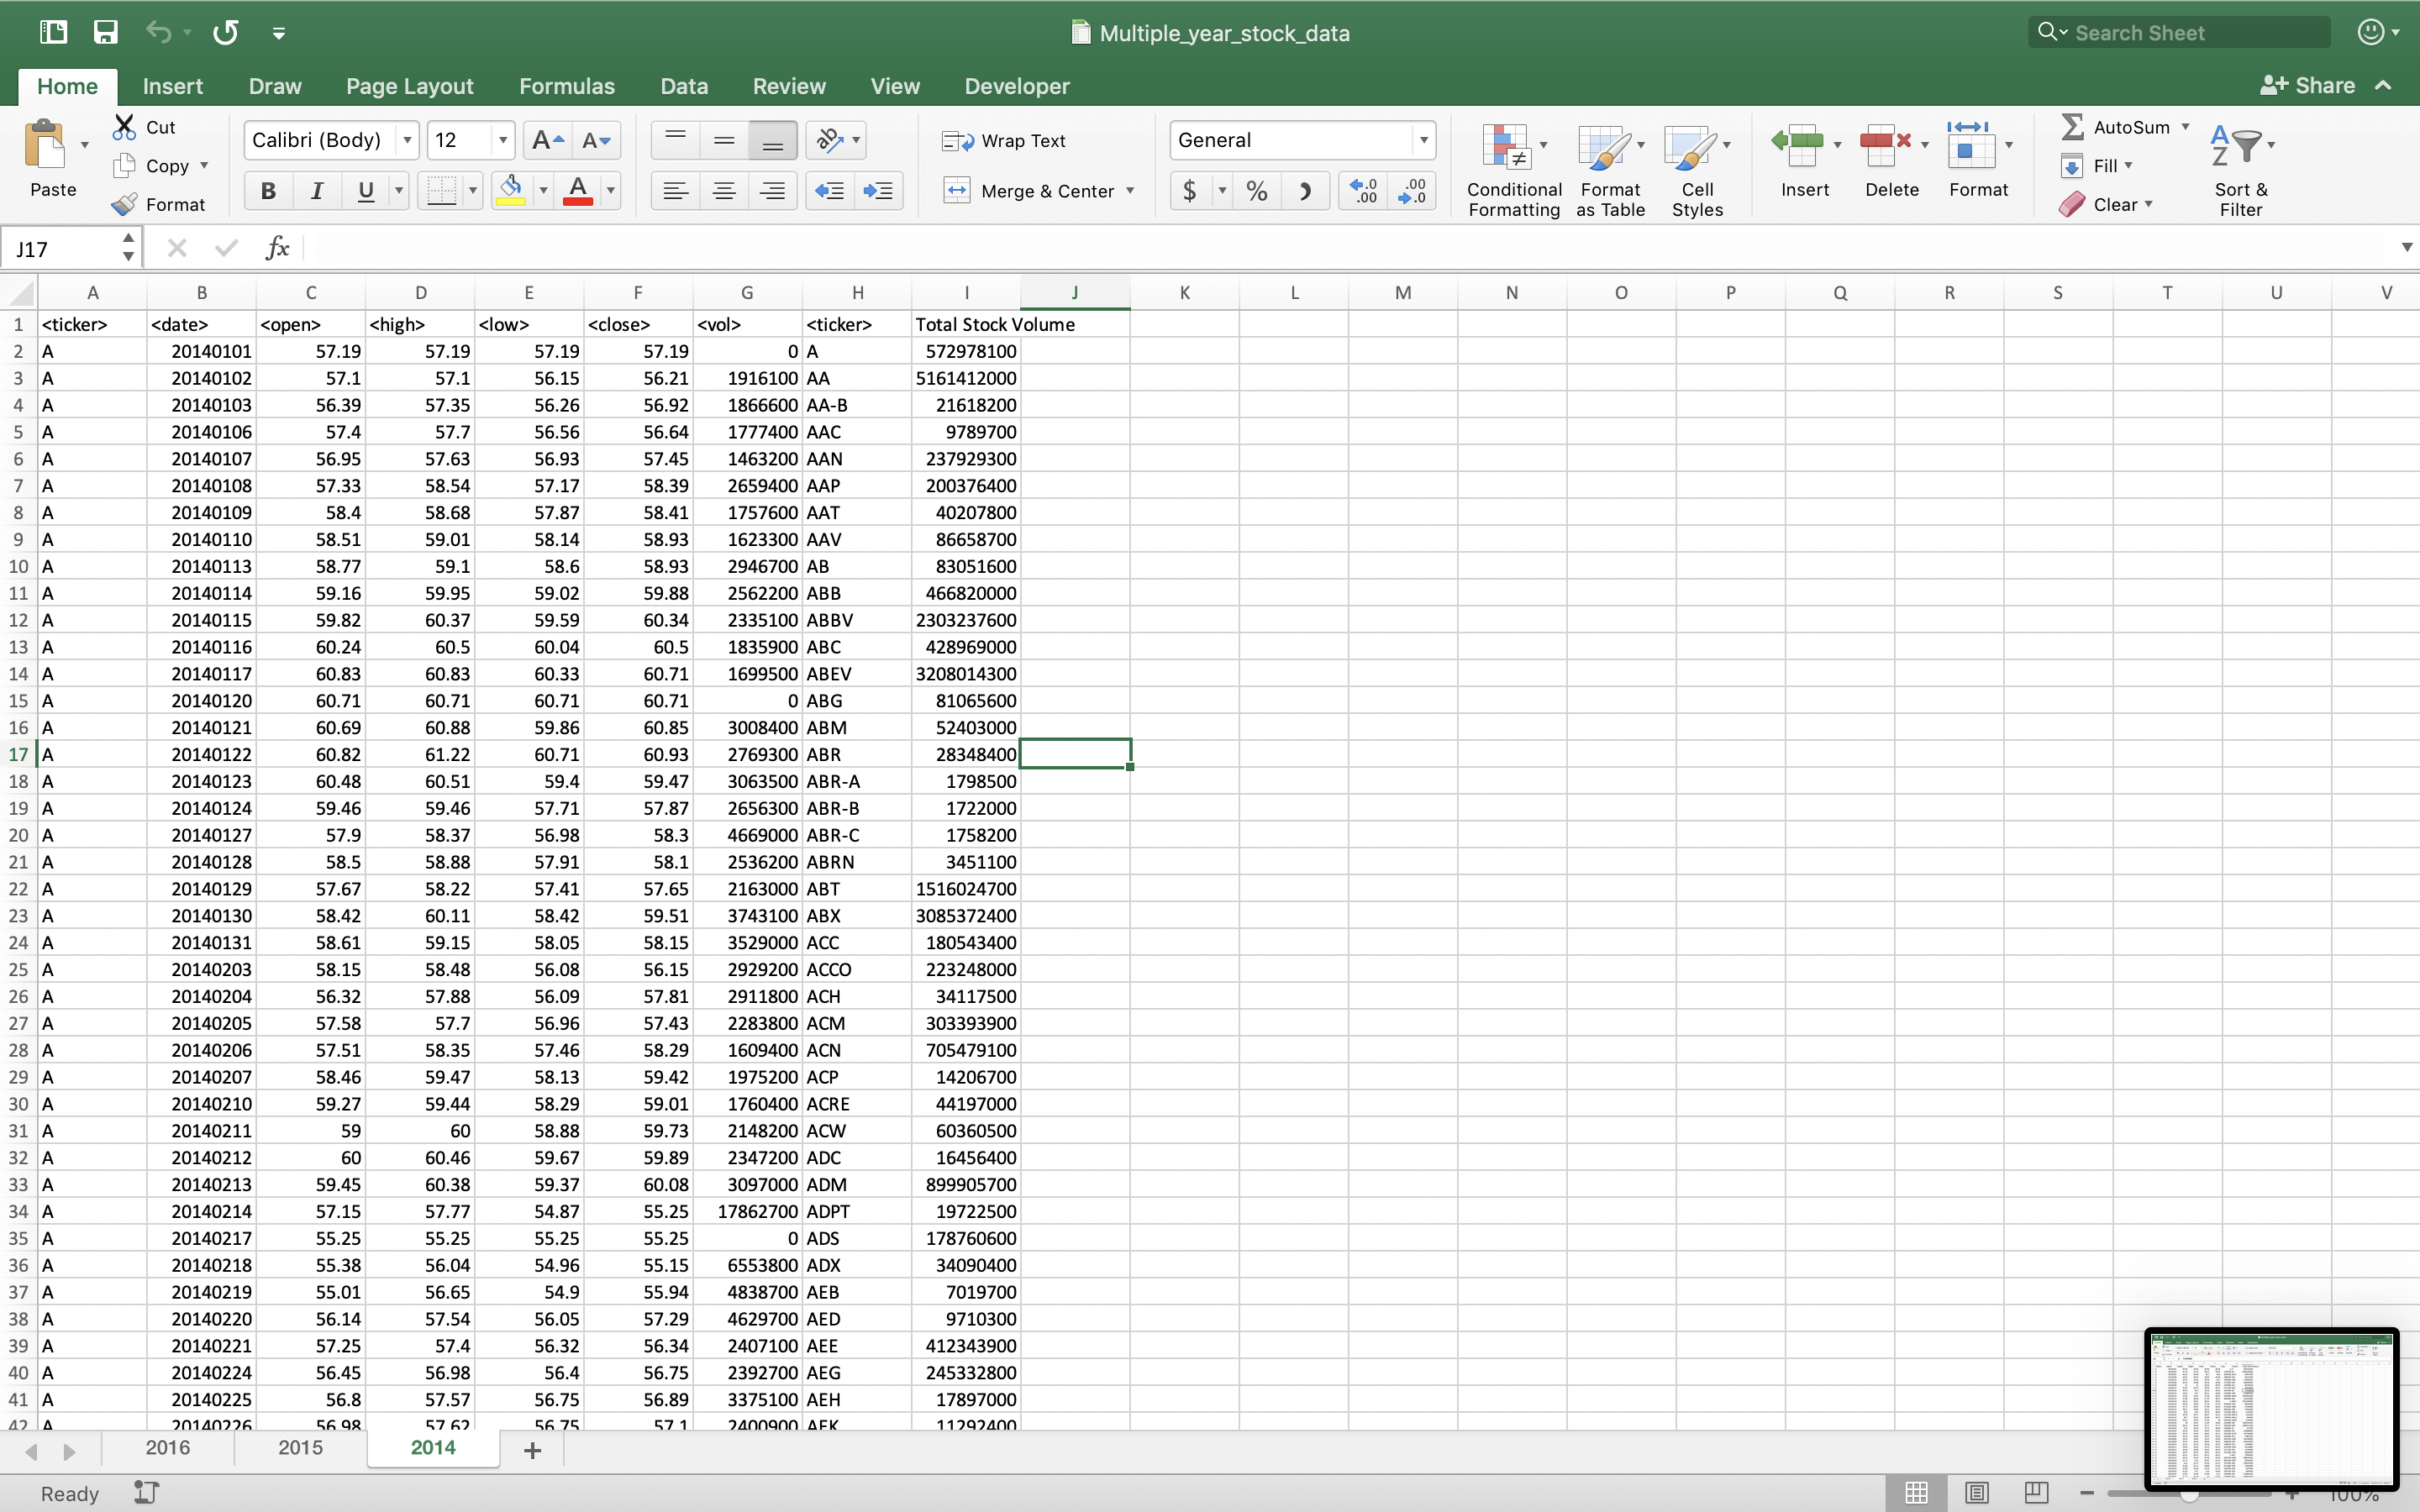 Multiple_year_stock_data
Search Sheet
Home Insert Draw Page Layout Formulas Data Review View Developer Share
Paste Cut Copy Format
Calibri (Body) 12 A A B I U A
Wrap Text
Merge & Center
General
$ % .0 .00 .00 .0
Conditional Formatting Format as Table Cell Styles
Insert Delete Format
AutoSum Fill Clear
A Z Sort & Filter
J17 fx
A B C D E F G H I J K L M N O P Q R S T U V
1 <ticker> <date> <open> <high> <low> <close> <vol> <ticker> Total Stock Volume
2 A 20140101 57.19 57.19 57.19 57.19 0 A 572978100
3 A 20140102 57.1 57.1 56.15 56.21 1916100 AA 5161412000
4 A 20140103 56.39 57.35 56.26 56.92 1866600 AA-B 21618200
5 A 20140106 57.4 57.7 56.56 56.64 1777400 AAC 9789700
6 A 20140107 56.95 57.63 56.93 57.45 1463200 AAN 237929300
7 A 20140108 57.33 58.54 57.17 58.39 2659400 AAP 200376400
8 A 20140109 58.4 58.68 57.87 58.41 1757600 AAT 40207800
9 A 20140110 58.51 59.01 58.14 58.93 1623300 AAV 86658700
10 A 20140113 58.77 59.1 58.6 58.93 2946700 AB 83051600
11 A 20140114 59.16 59.95 59.02 59.88 2562200 ABB 466820000
12 A 20140115 59.82 60.37 59.59 60.34 2335100 ABBV 2303237600
13 A 20140116 60.24 60.5 60.04 60.5 1835900 ABC 428969000
14 A 20140117 60.83 60.83 60.33 60.71 1699500 ABEV 3208014300
15 A 20140120 60.71 60.71 60.71 60.71 0 ABG 81065600
16 A 20140121 60.69 60.88 59.86 60.85 3008400 ABM 52403000
17 A 20140122 60.82 61.22 60.71 60.93 2769300 ABR 28348400
18 A 20140123 60.48 60.51 59.4 59.47 3063500 ABR-A 1798500
19 A 20140124 59.46 59.46 57.71 57.87 2656300 ABR-B 1722000
20 A 20140127 57.9 58.37 56.98 58.3 4669000 ABR-C 1758200
21 A 20140128 58.5 58.88 57.91 58.1 2536200 ABRN 3451100
22 A 20140129 57.67 58.22 57.41 57.65 2163000 ABT 1516024700
23 A 20140130 58.42 60.11 58.42 59.51 3743100 ABX 3085372400
24 A 20140131 58.61 59.15 58.05 58.15 3529000 ACC 180543400
25 A 20140203 58.15 58.48 56.08 56.15 2929200 ACCO 223248000
26 A 20140204 56.32 57.88 56.09 57.81 2911800 ACH 34117500
27 A 20140205 57.58 57.7 56.96 57.43 2283800 ACM 303393900
28 A 20140206 57.51 58.35 57.46 58.29 1609400 ACN 705479100
29 A 20140207 58.46 59.47 58.13 59.42 1975200 ACP 14206700
30 A 20140210 59.27 59.44 58.29 59.01 1760400 ACRE 44197000
31 A 20140211 59 60 58.88 59.73 2148200 ACW 60360500
32 A 20140212 60 60.46 59.67 59.89 2347200 ADC 16456400
33 A 20140213 59.45 60.38 59.37 60.08 3097000 ADM 899905700
34 A 20140214 57.15 57.77 54.87 55.25 17862700 ADPT 19722500
35 A 20140217 55.25 55.25 55.25 55.25 0 ADS 178760600
36 A 20140218 55.38 56.04 54.96 55.15 6553800 ADX 34090400
37 A 20140219 55.01 56.65 54.9 55.94 4838700 AEB 7019700
38 A 20140220 56.14 57.54 56.05 57.29 4629700 AED 9710300
39 A 20140221 57.25 57.4 56.32 56.34 2407100 AEE 412343900
40 A 20140224 56.45 56.98 56.4 56.75 2392700 AEG 245332800
41 A 20140225 56.8 57.57 56.75 56.89 3375100 AEH 17897000
42 A 20140226 56.98 57.62 56.75 57.1 2400900 AEK 11292400
2016 2015 2014 +
Ready 100%